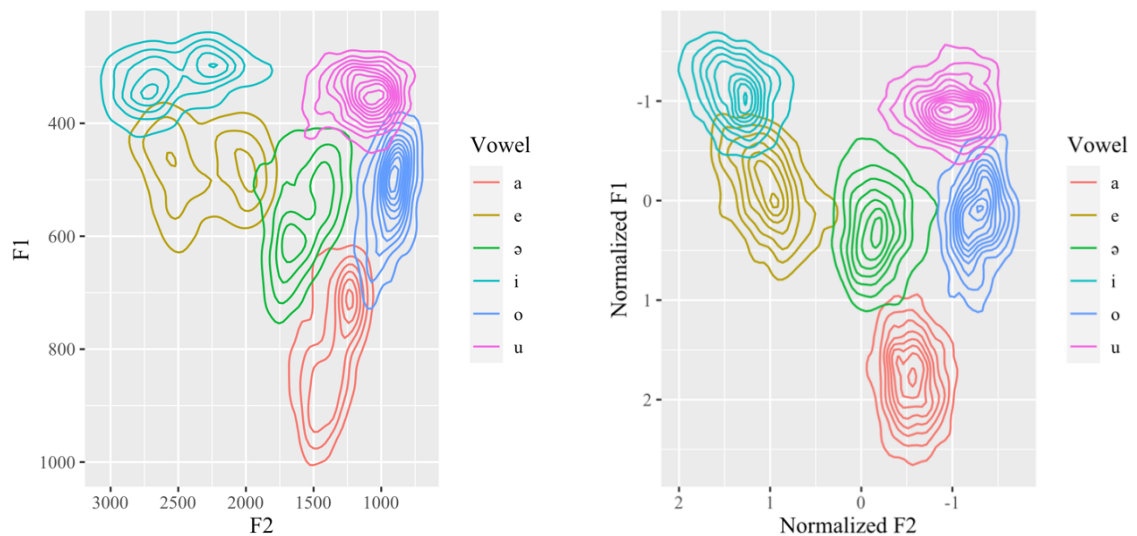 400
600
800
1000
F1
3000
2500
2000
1500
1000
F2
Vowel
a
e
ə
i
o
u
-1
0
1
2
Normalized F1
2
1
0
-1
Normalized F2
Vowel
a
e
ə
i
o
u